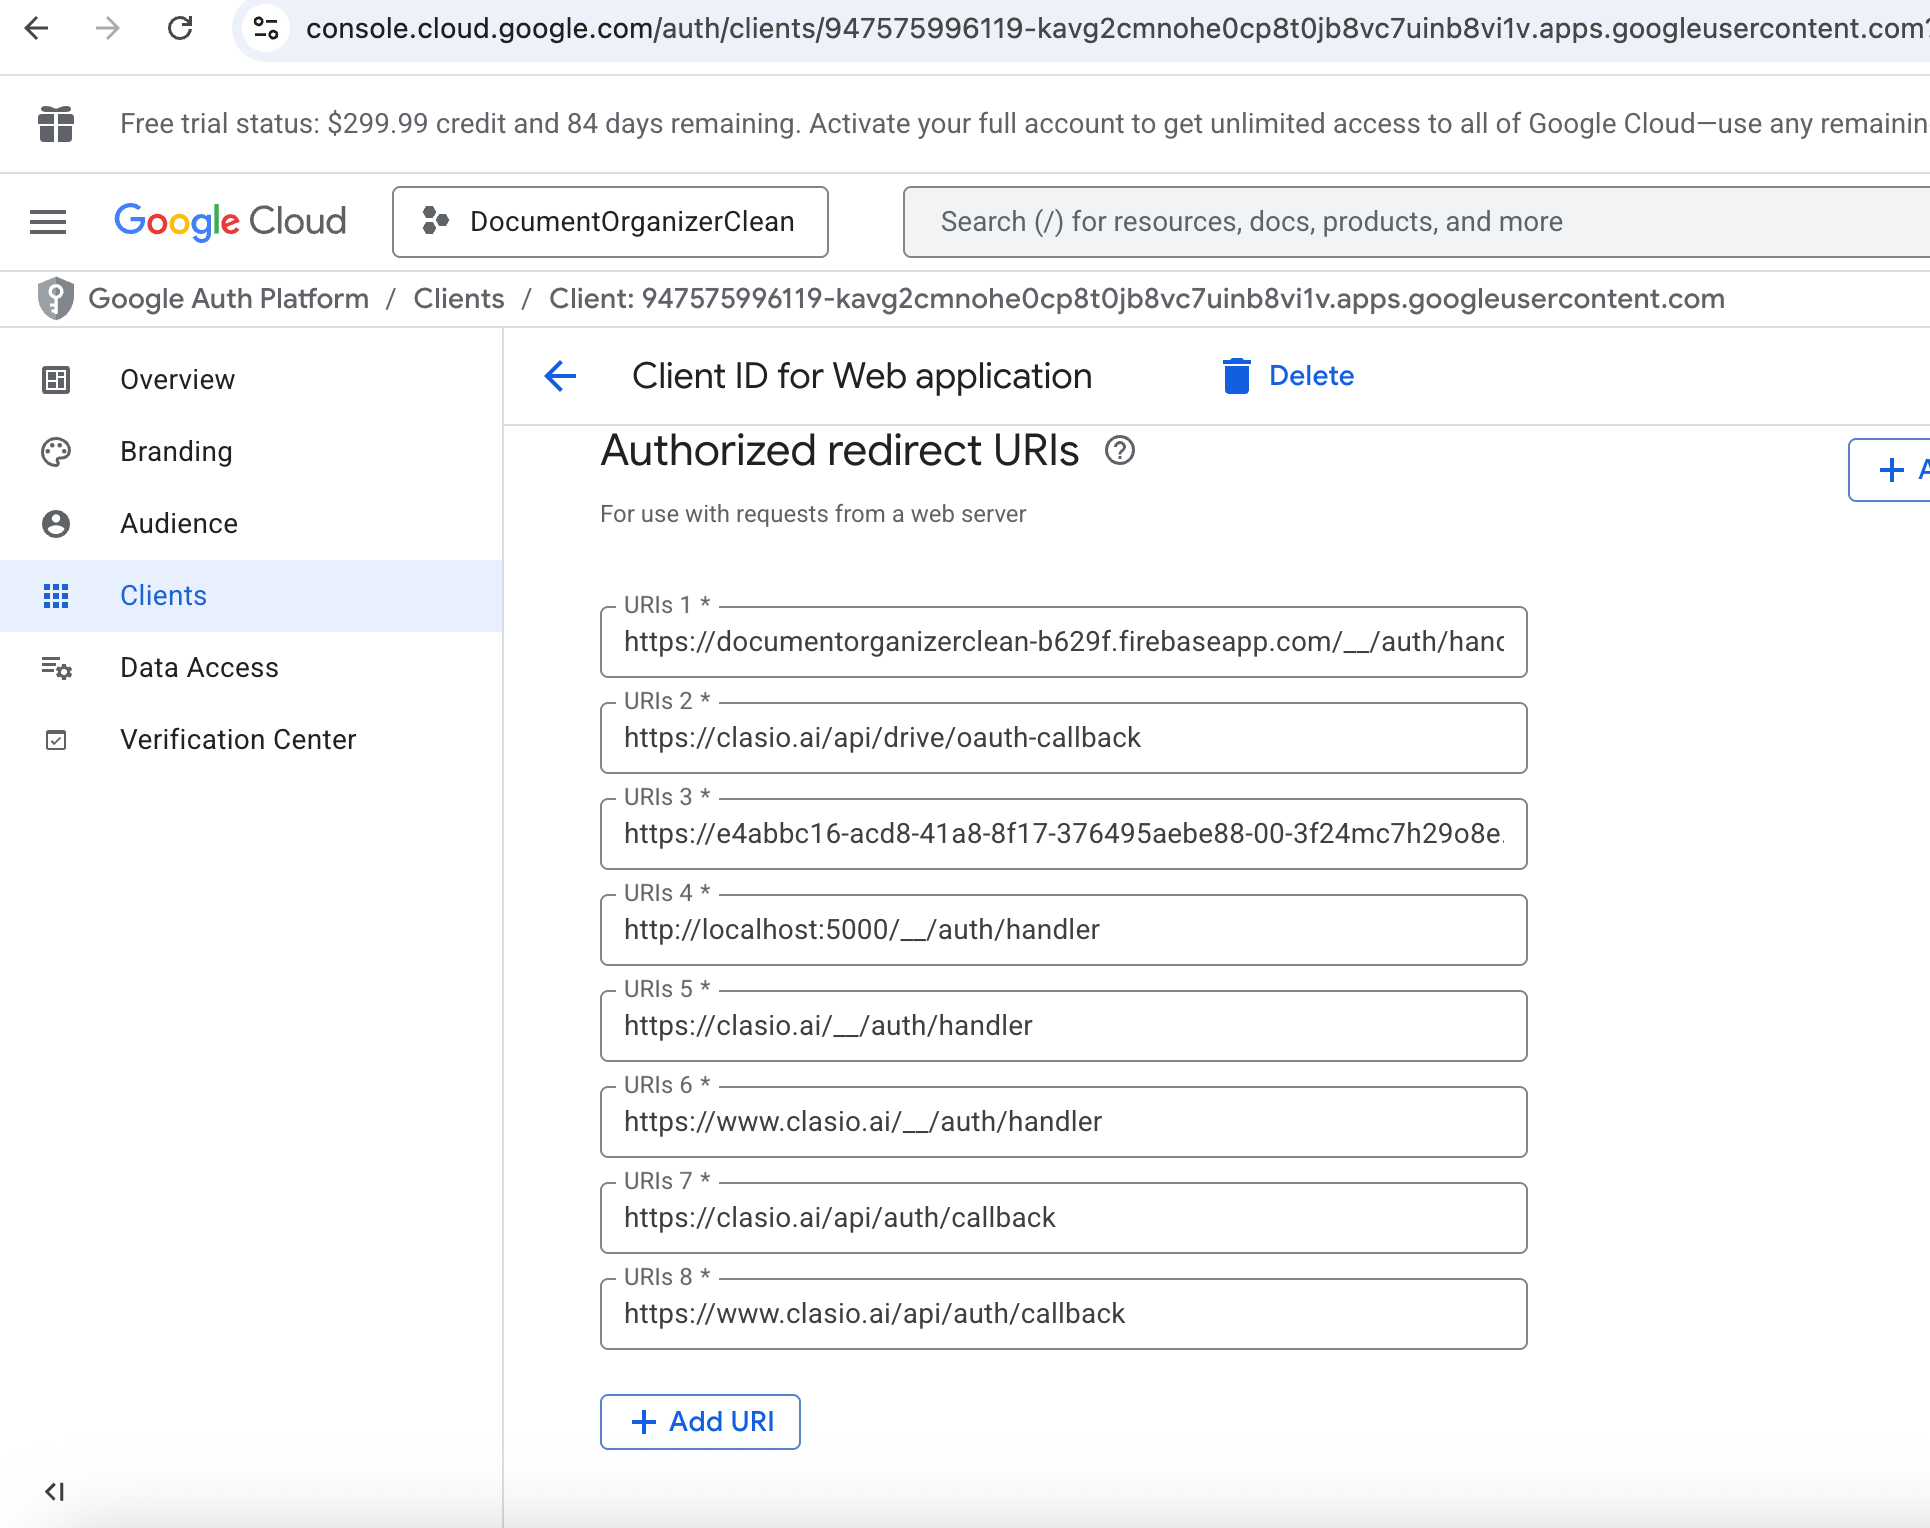 console.cloud.google.com/auth/clients/947575996119-kavg2cmnohe0cp8t0jb8vc7uinb8vi1v.apps.googleusercontent.com?
Free trial status: $299.99 credit and 84 days remaining. Activate your full account to get unlimited access to all of Google Cloud—use any remainin
Google Cloud
DocumentOrganizerClean
Search (/) for resources, docs, products, and more
Google Auth Platform / Clients / Client: 947575996119-kavg2cmnohe0cp8t0jb8vc7uinb8vi1v.apps.googleusercontent.com
Overview
Branding
Audience
Clients
Data Access
Verification Center
Client ID for Web application
Delete
Authorized redirect URIs
+ A
For use with requests from a web server
URIs 1 *
https://documentorganizerclean-b629f.firebaseapp.com/__/auth/hand
URIs 2 *
https://clasio.ai/api/drive/oauth-callback
URIs 3 *
https://e4abbc16-acd8-41a8-8f17-376495aebe88-00-3f24mc7h29o8e.
URIs 4 *
http://localhost:5000/__/auth/handler
URIs 5 *
https://clasio.ai/__/auth/handler
URIs 6 *
https://www.clasio.ai/__/auth/handler
URIs 7 *
https://clasio.ai/api/auth/callback
URIs 8 *
https://www.clasio.ai/api/auth/callback
+ Add URI